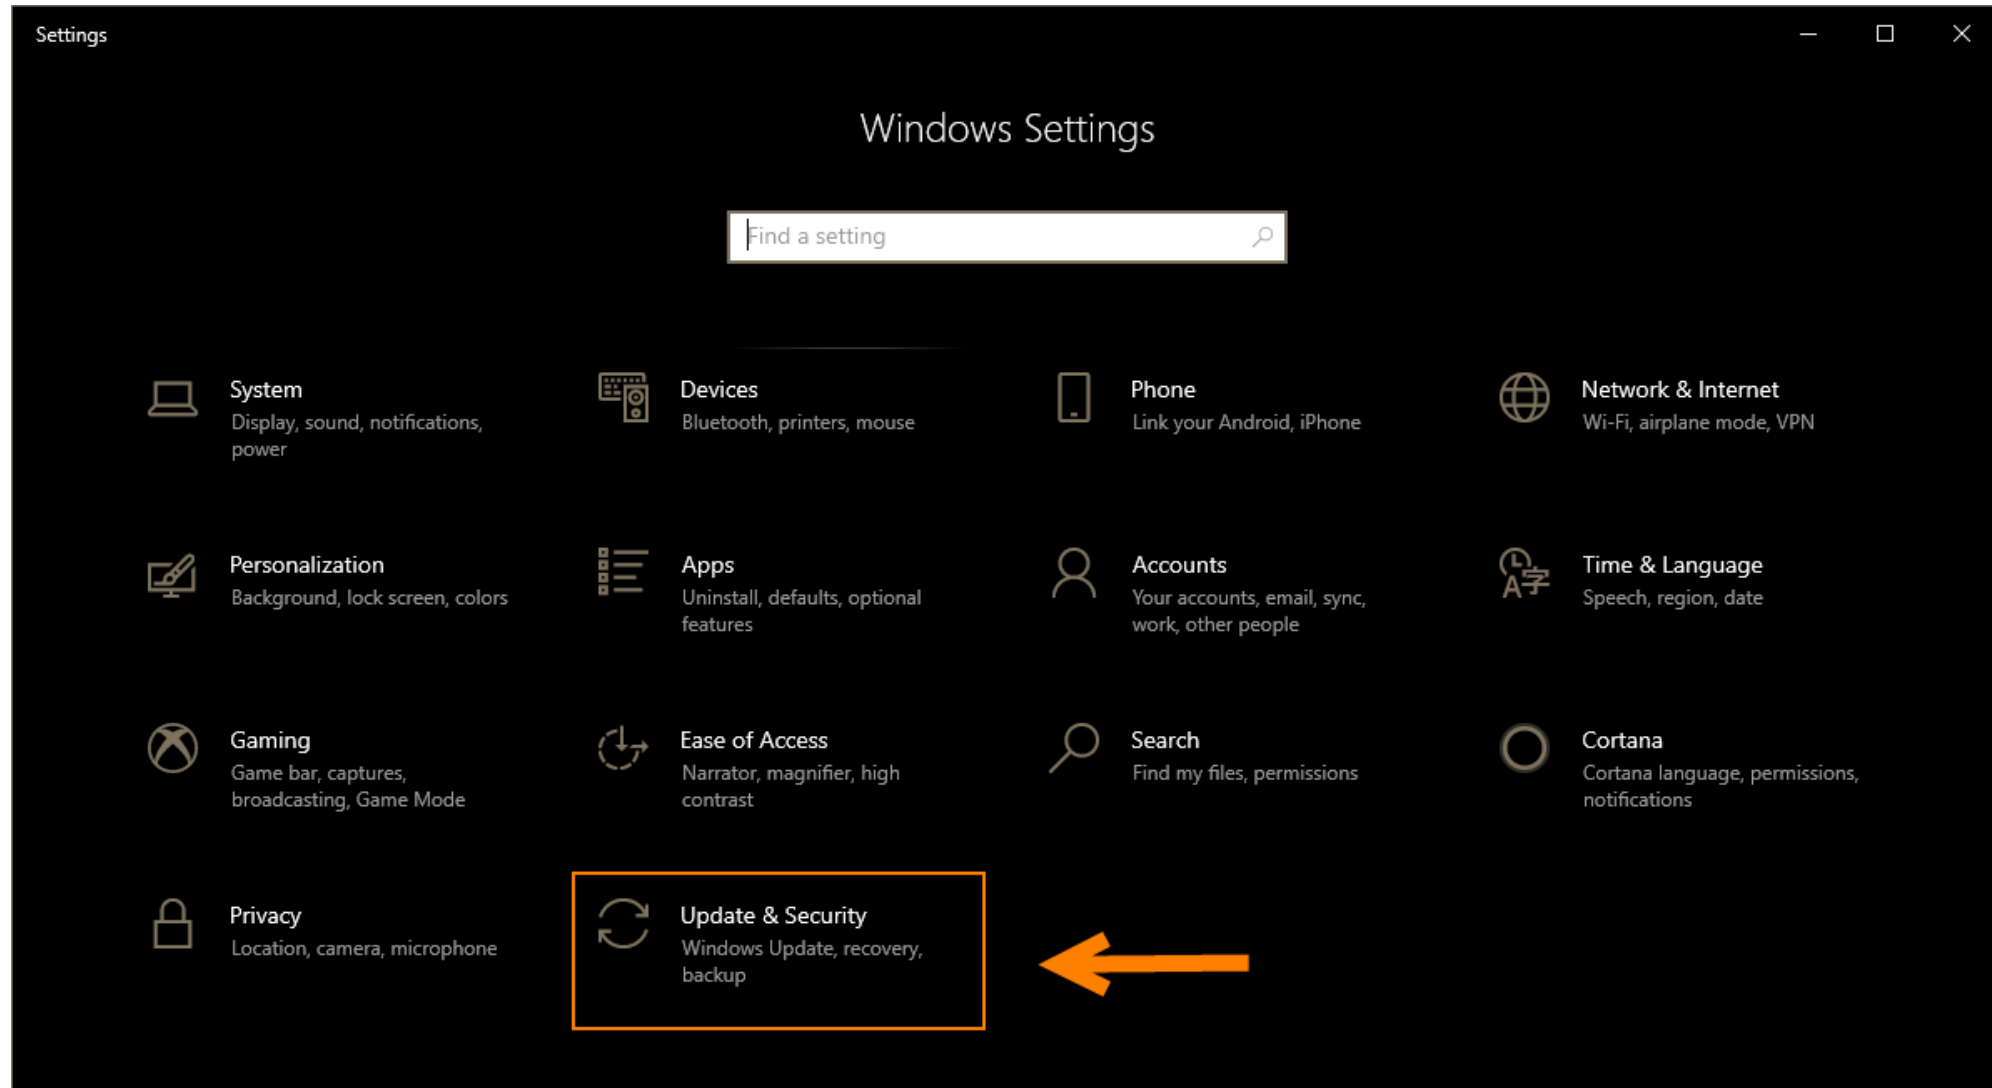 Settings
Windows Settings
Find a setting
System
Display, sound, notifications,
power
Devices
Bluetooth, printers, mouse
Phone
Link your Android, iPhone
Network & Internet
Wi-Fi, airplane mode, VPN
Personalization
Background, lock screen, colors
Apps
Uninstall, defaults, optional
features
Accounts
Your accounts, email, sync,
work, other people
Time & Language
Speech, region, date
Gaming
Game bar, captures,
broadcasting, Game Mode
Ease of Access
Narrator, magnifier, high
contrast
Search
Find my files, permissions
Cortana
Cortana language, permissions,
notifications
Privacy
Location, camera, microphone
Update & Security
Windows Update, recovery,
backup